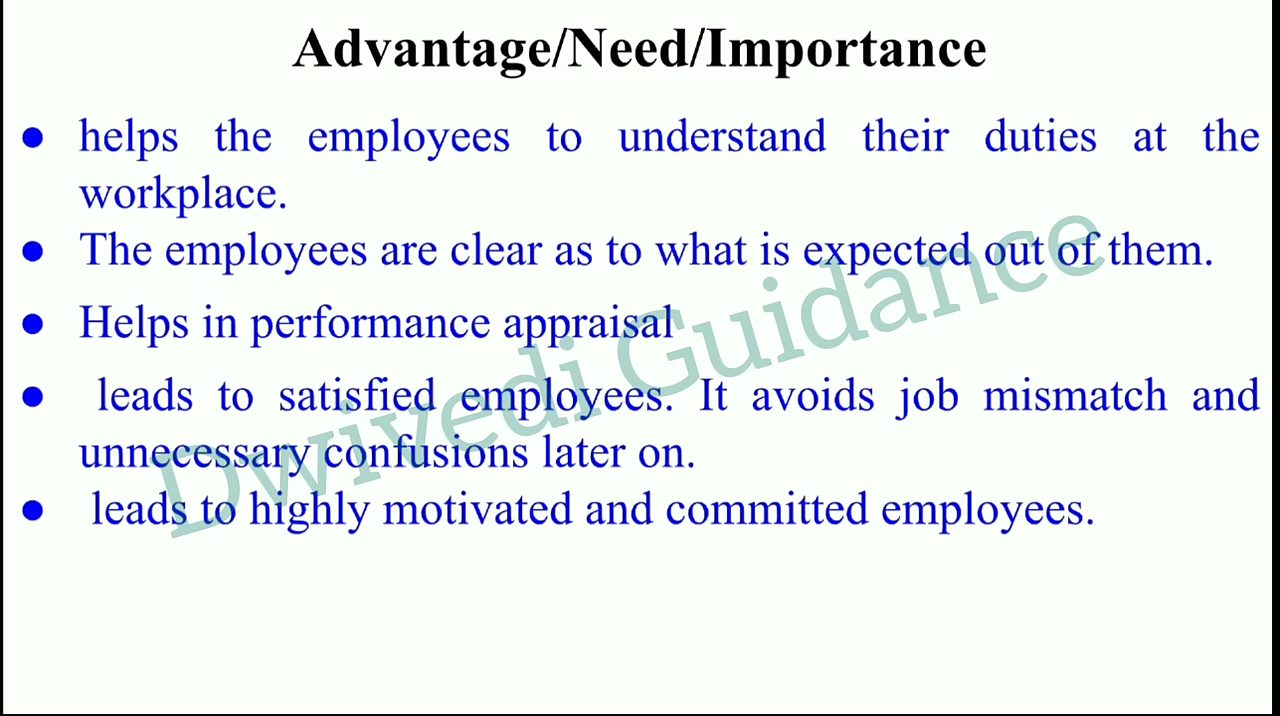 Advantage/Need/Importance
● helps the employees to understand their duties at the
workplace.
● The employees are clear as to what is expected out of them.
● Helps in performance appraisal
● leads to satisfied employees. It avoids job mismatch and
unnecessary confusions later on.
● leads to highly motivated and committed employees.
Dwivedi Guidance